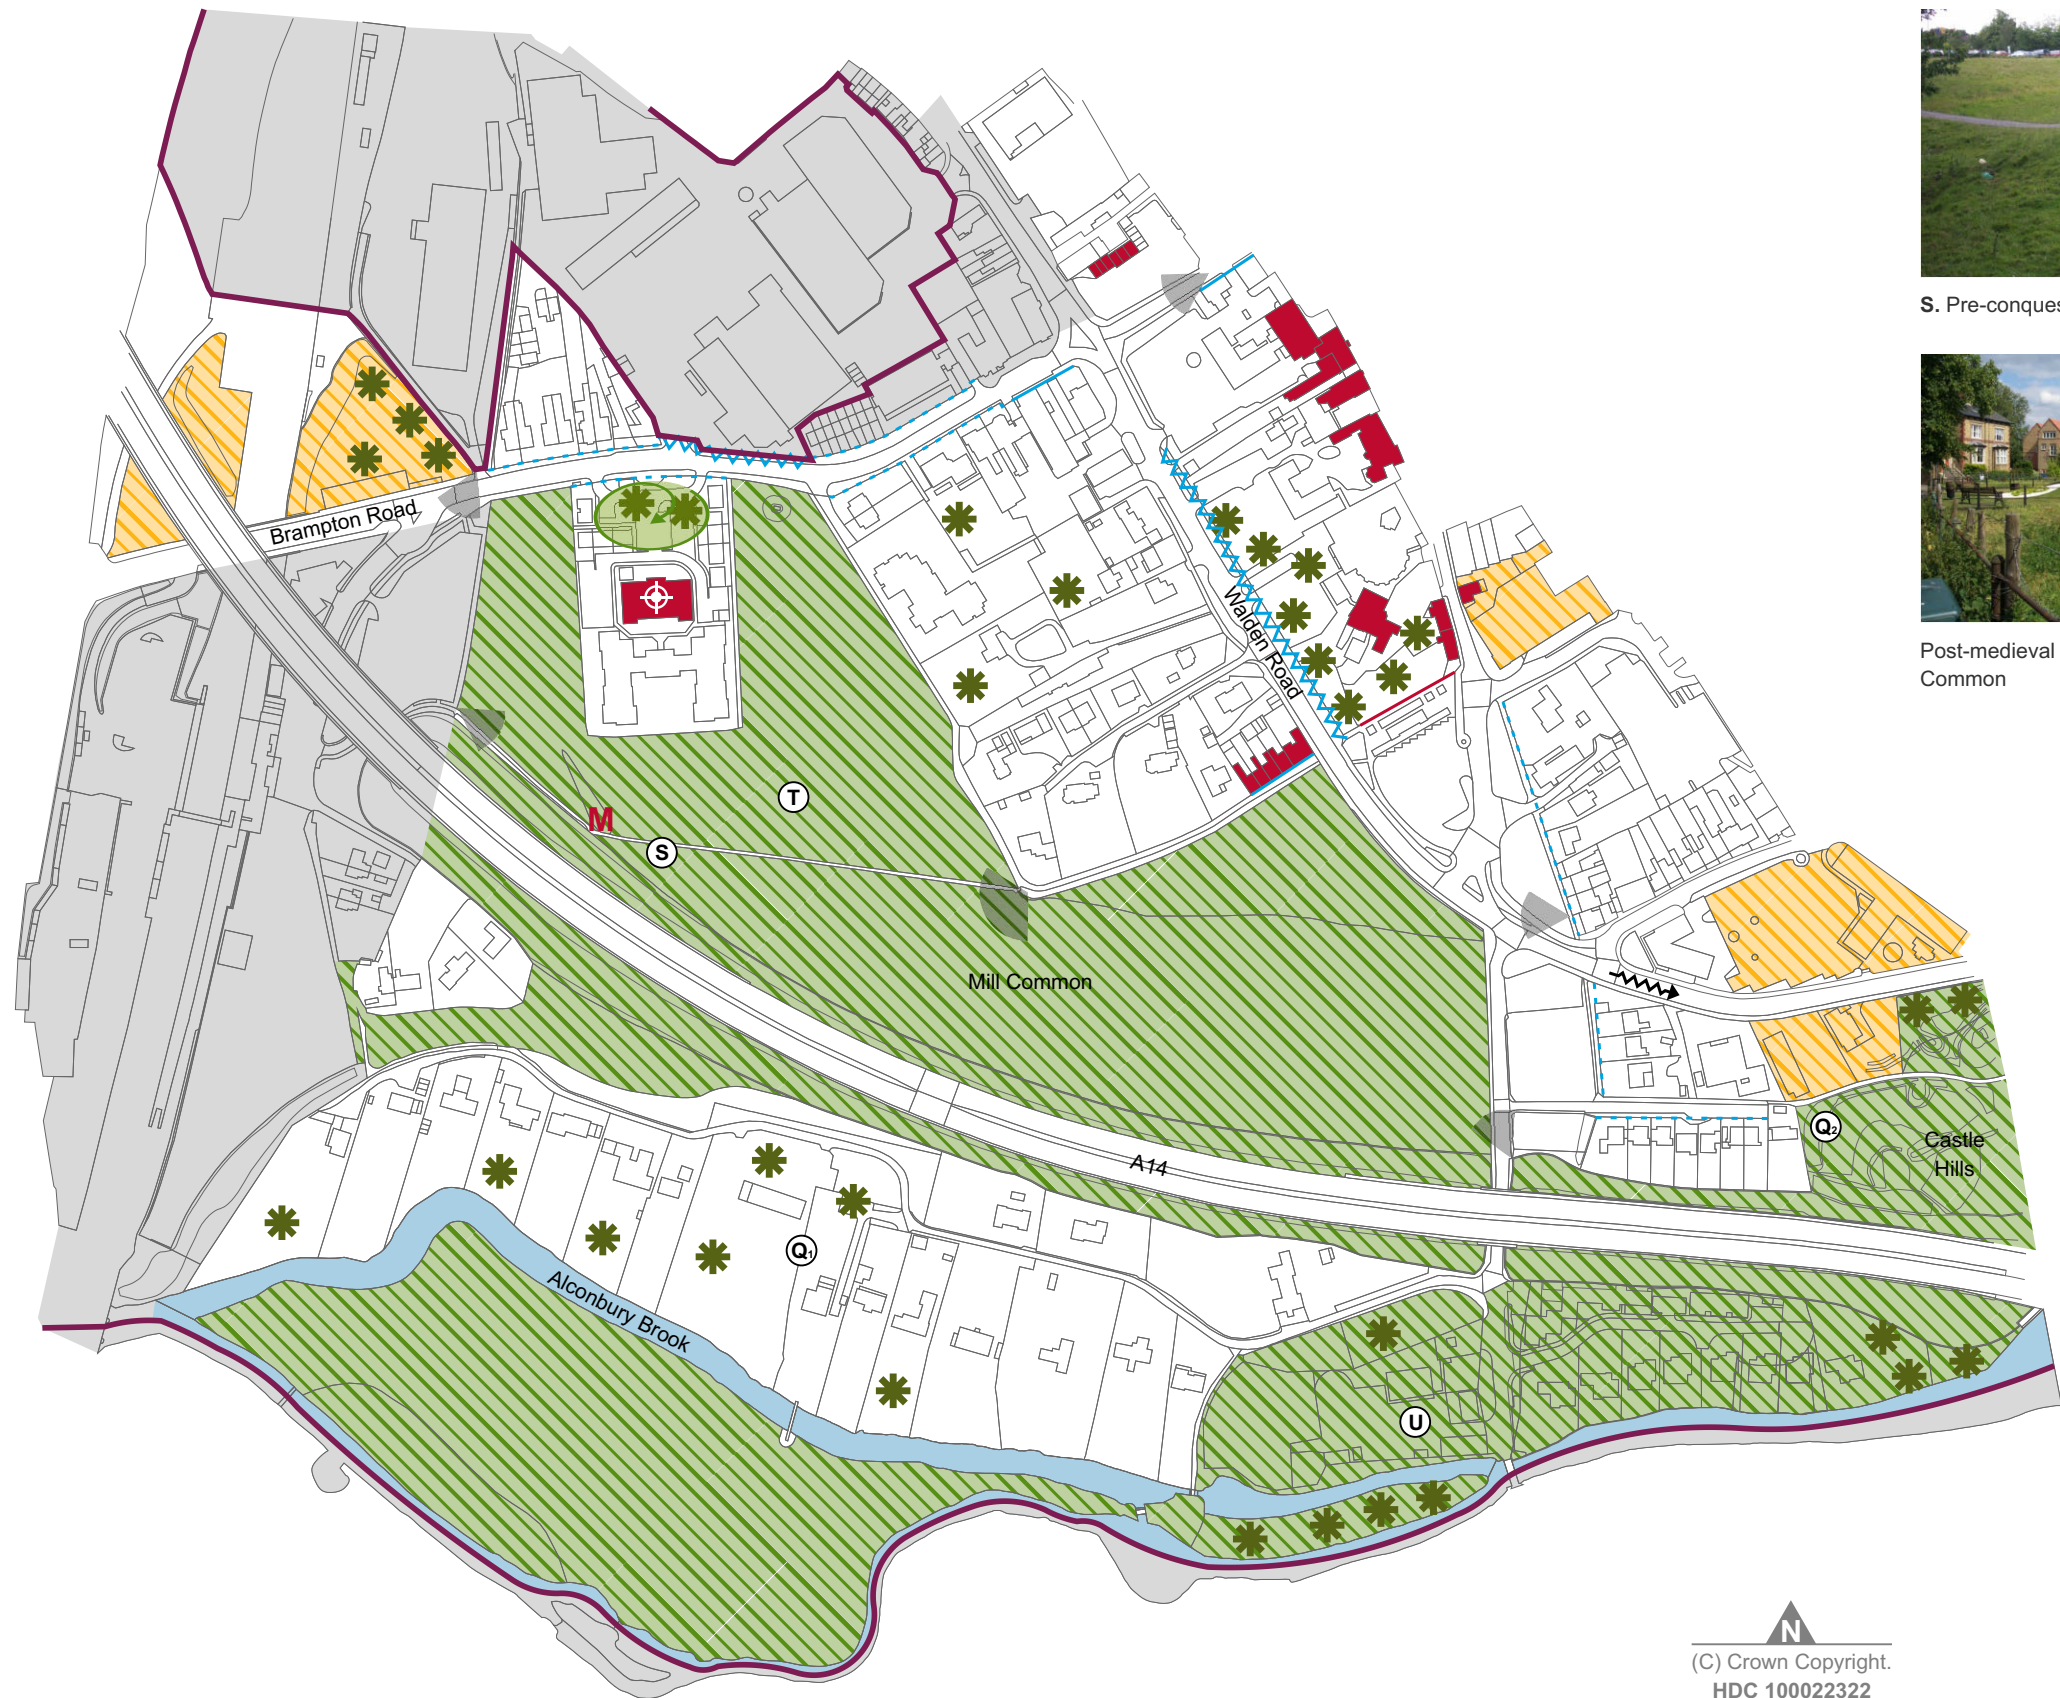 S. Pre-conques
Post-medieval
Common
Brampton Road
Walden Road
M
T
S
Mill Common
A14
Q2
Castle
Hills
Q1
Alconbury Brook
U
N
(C) Crown Copyright.
HDC 100022322